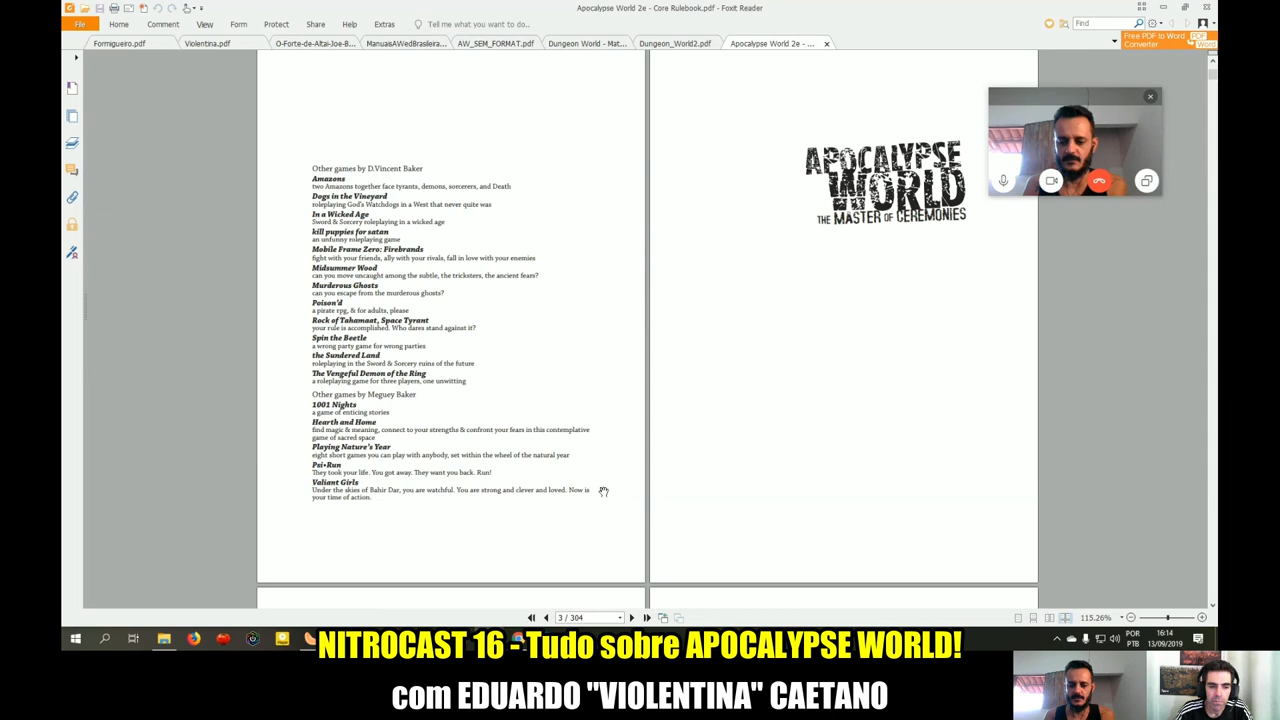 Apocalypse World 2e - Core Rulebook.pdf - Foxit Reader
File Home Comment View Form Protect Share Help Extras Tell me what you want to do.. Find
Formigueiro.pdf Violentina.pdf O-Forte-de-Altai-Joe-B... ManuaisAWedBrasileira... AW_SEM_FORMAT.pdf Dungeon World - Mat... Dungeon_World2.pdf Apocalypse World 2e - ...
Free PDF to Word
Converter
PDF
Word
Other games by D.Vincent Baker
Amazons
two Amazons together face tyrants, demons, sorcerers, and Death
Dogs in the Vineyard
roleplaying God's Watchdogs in a West that never quite was
In a Wicked Age
Sword & Sorcery roleplaying in a wicked age
kill puppies for satan
an unfunny roleplaying game
Mobile Frame Zero: Firebrands
fight with your friends, ally with your rivals, fall in love with your enemies
Midsummer Wood
can you move uncaught among the subtle, the tricksters, the ancient fears?
Murderous Ghosts
can you escape from the murderous ghosts?
Poison'd
a pirate rpg, & for adults, please
Rock of Tahamaat, Space Tyrant
your rule is accomplished. Who dares stand against it?
Spin the Beetle
a wrong party game for wrong parties
the Sundered Land
roleplaying in the Sword & Sorcery ruins of the future
The Vengeful Demon of the Ring
a roleplaying game for three players, one unwitting
Other games by Meguey Baker
1001 Nights
a game of enticing stories
Hearth and Home
find magic & meaning, connect to your strengths & confront your fears in this contemplative
game of sacred space
Playing Nature's Year
eight short games you can play with anybody, set within the wheel of the natural year
Psi•Run
They took your life. You got away. They want you back. Run!
Valiant Girls
Under the skies of Bahir Dar, you are watchful. You are strong and clever and loved. Now is
your time of action.
APOCALYPSE
WORLD
THE MASTER OF CEREMONIES
3 / 304
115.26%
POR
PTB
16:14
13/09/2019
NITROCAST 16 - Tudo sobre APOCALYPSE WORLD!
com EDUARDO "VIOLENTINA" CAETANO